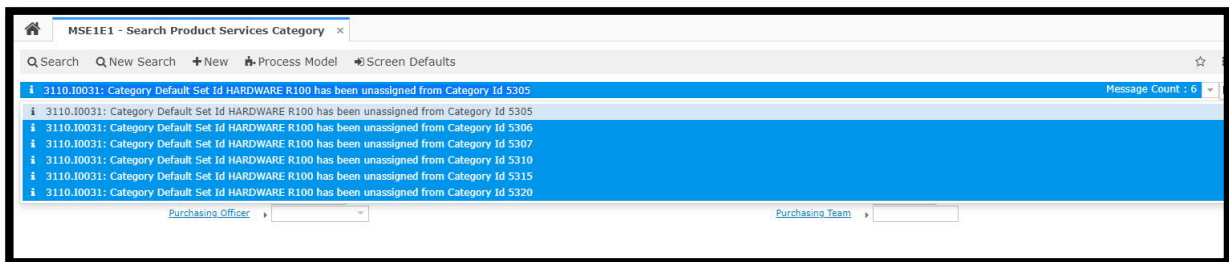 MSE1E1 - Search Product Services Category ×
Search New Search New Process Model Screen Defaults
3110.I0031: Category Default Set Id HARDWARE R100 has been unassigned from Category Id 5305 Message Count : 6
3110.I0031: Category Default Set Id HARDWARE R100 has been unassigned from Category Id 5305
3110.I0031: Category Default Set Id HARDWARE R100 has been unassigned from Category Id 5306
3110.I0031: Category Default Set Id HARDWARE R100 has been unassigned from Category Id 5307
3110.I0031: Category Default Set Id HARDWARE R100 has been unassigned from Category Id 5310
3110.I0031: Category Default Set Id HARDWARE R100 has been unassigned from Category Id 5315
3110.I0031: Category Default Set Id HARDWARE R100 has been unassigned from Category Id 5320
Purchasing Officer Purchasing Team